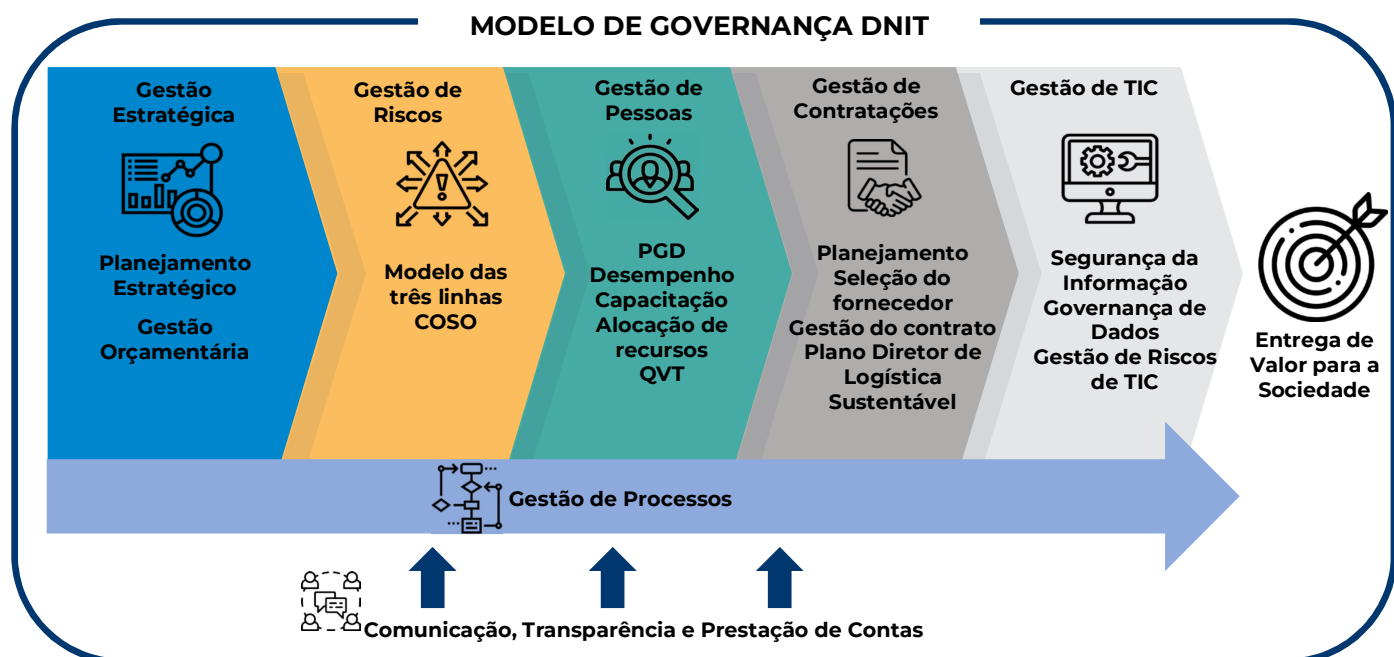 MODELO DE GOVERNANÇA DNIT
Gestão
Estratégica
Planejamento
Estratégico
Gestão
Orçamentária
Gestão de
Riscos
Modelo das
três linhas
COSO
Gestão de
Pessoas
PGD
Desempenho
Capacitação
Alocação de
recursos
QVT
Gestão de
Contratações
Planejamento
Seleção do
fornecedor
Gestão do contrato
Plano Diretor de
Logística
Sustentável
Gestão de TIC
Segurança da
Informação
Governança de
Dados
Gestão de Riscos
de TIC
Entrega de
Valor para a
Sociedade
Gestão de Processos
Comunicação, Transparência e Prestação de Contas